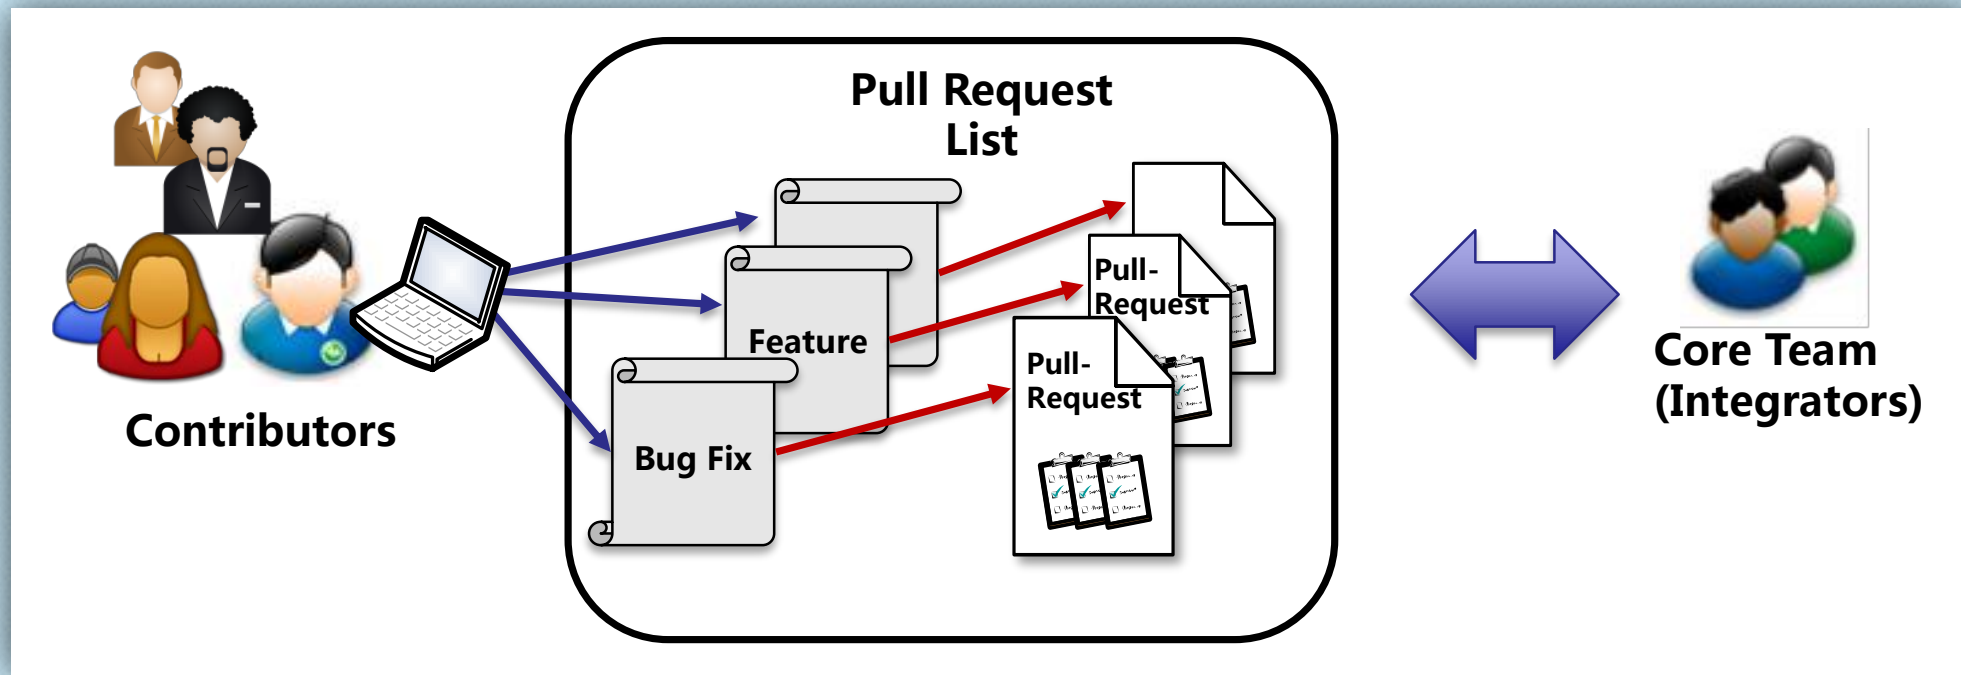 Pull Request
List
Contributors
Feature
Bug Fix
Pull-
Request
Pull-
Request
Core Team
(Integrators)